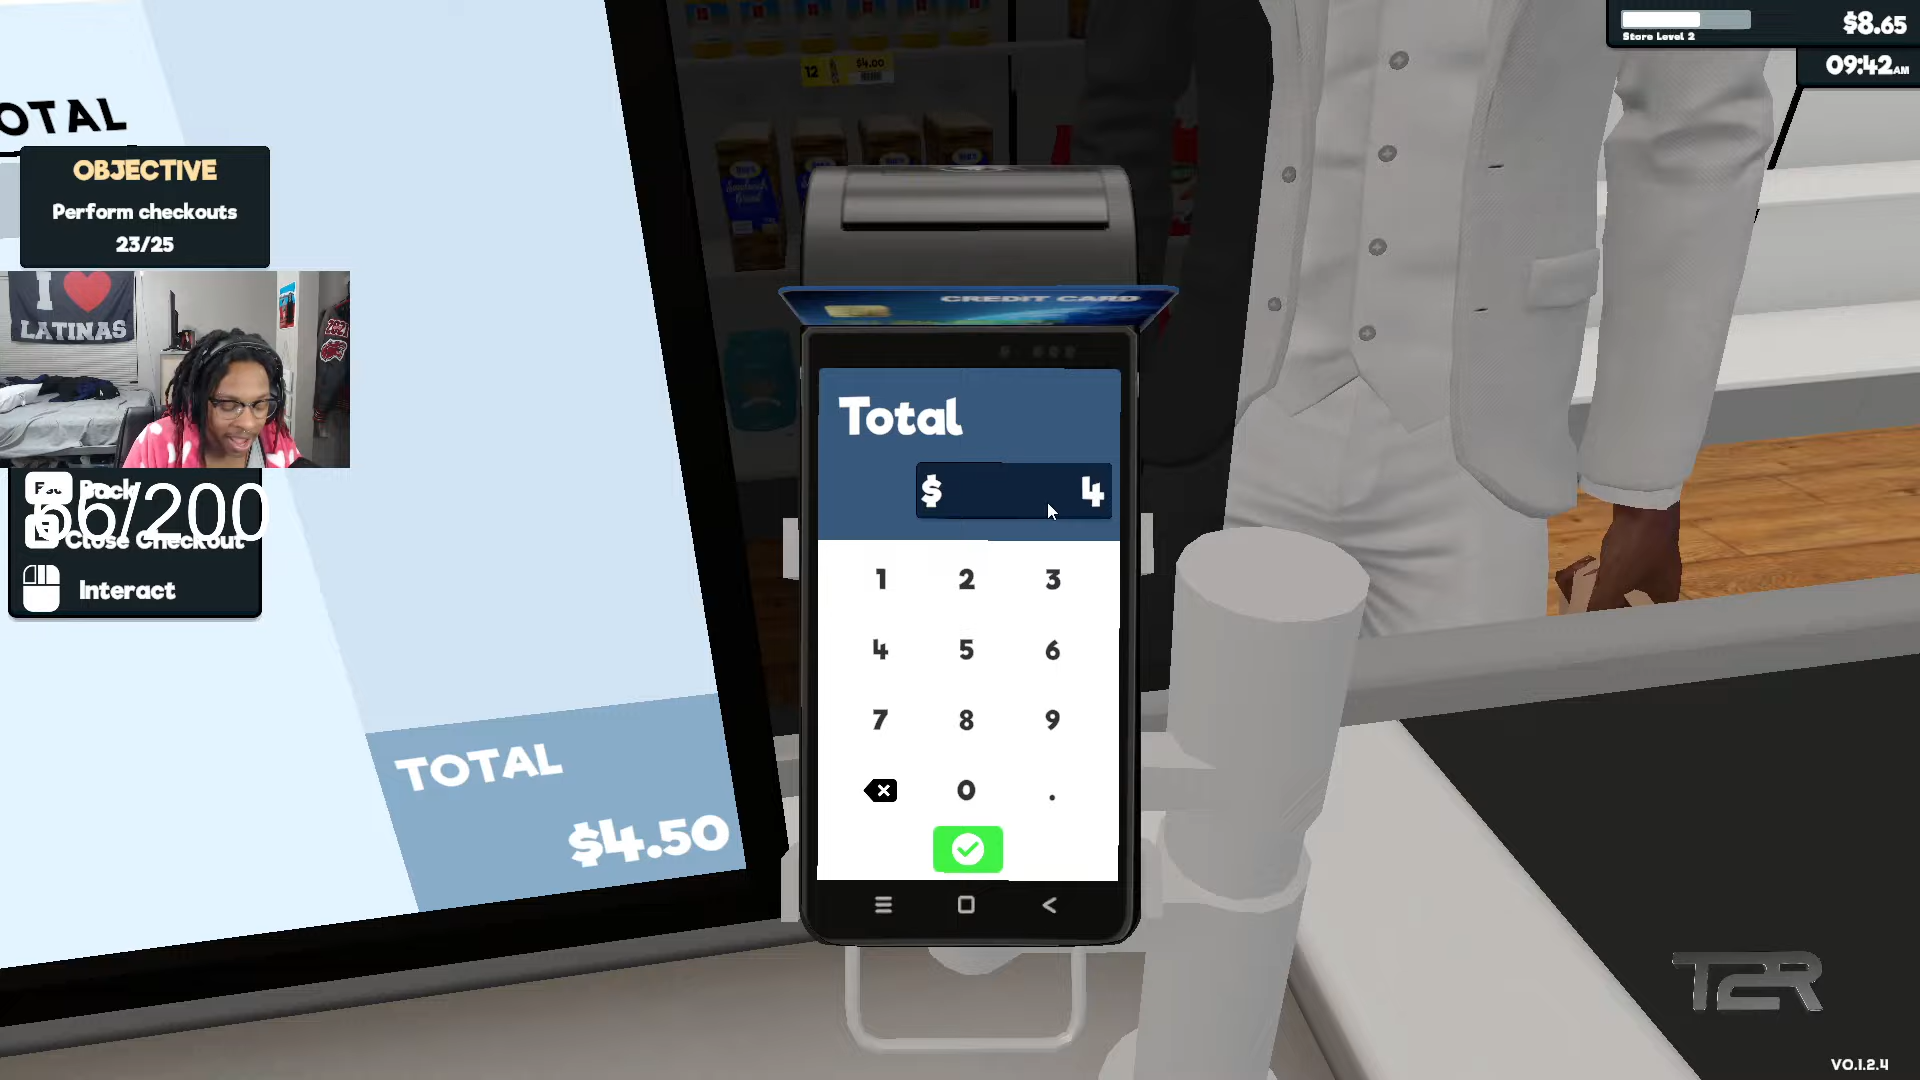 $8.65
Store Level 2
09:42AM
12
$4.00
OTAL
OBJECTIVE
Perform checkouts
23/25
I
LATINAS
Back
66/200
Close Checkout
Interact
CREDIT CARD
Total
$ 4
1 2 3
4 5 6
7 8 9
0 .
TOTAL
$4.50
T2R
V0.1.2.4